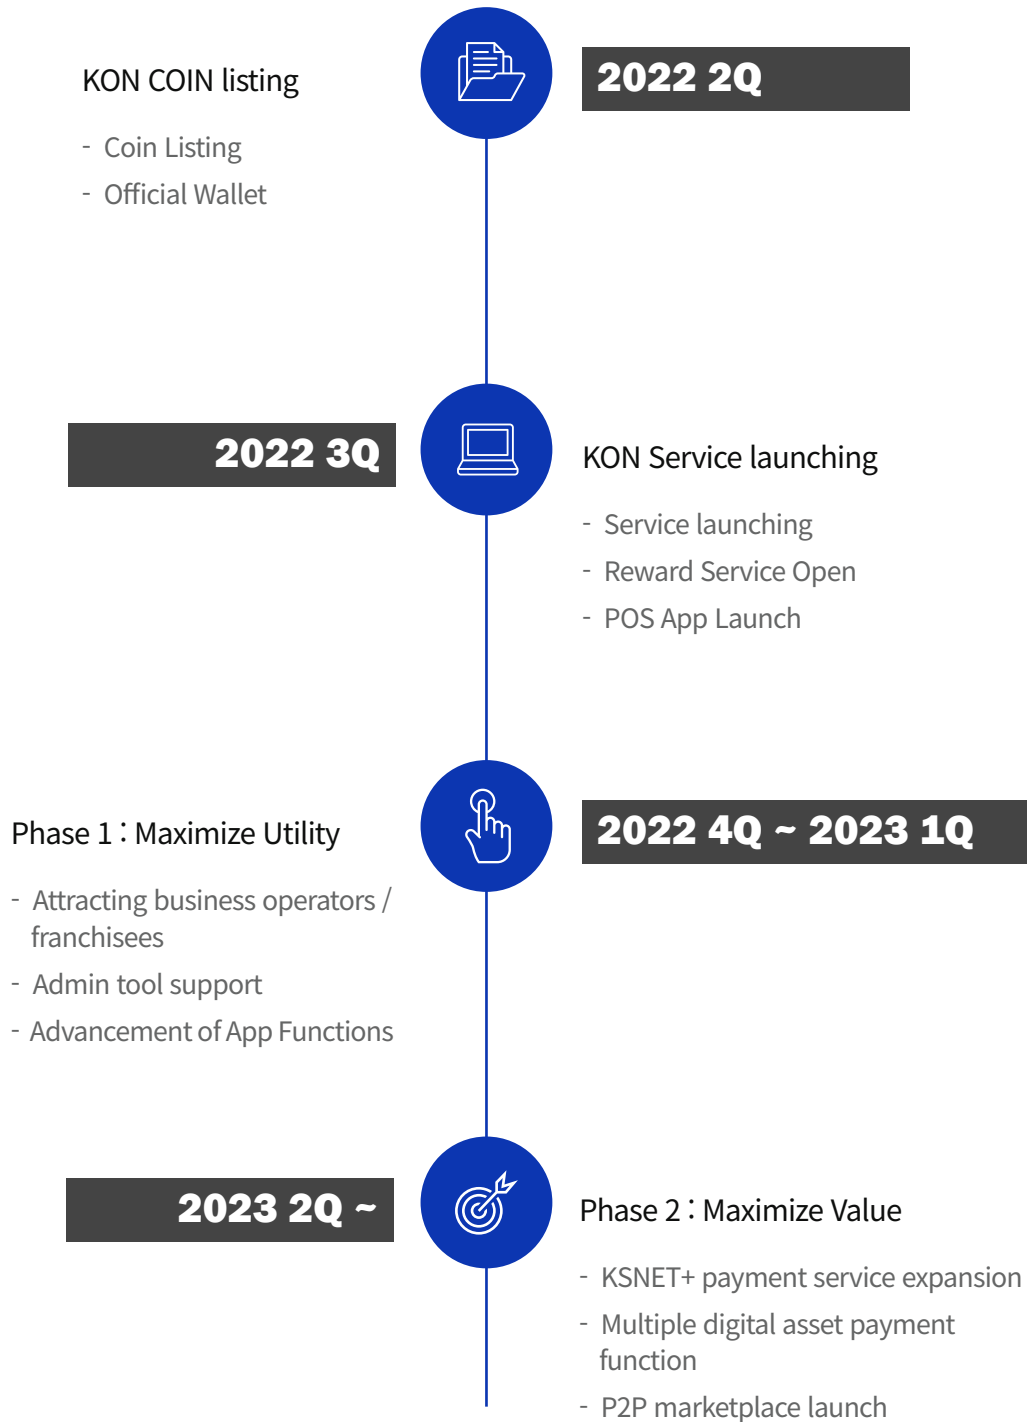 KON COIN listing
2022 2Q
- Coin Listing
- Official Wallet
2022 3Q
KON Service launching
- Service launching
- Reward Service Open
- POS App Launch
Phase 1 : Maximize Utility
2022 4Q ~ 2023 1Q
- Attracting business operators /
franchisees
- Admin tool support
- Advancement of App Functions
2023 2Q ~
Phase 2 : Maximize Value
- KSNET+ payment service expansion
- Multiple digital asset payment
function
- P2P marketplace launch